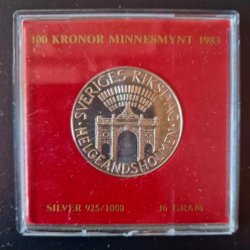 100 KRONOR MINNESMYNT 1983
SVERIGES RIKSDAG
HELGEANDSHOLMEN
SILVER 925/1000 16 GRAM